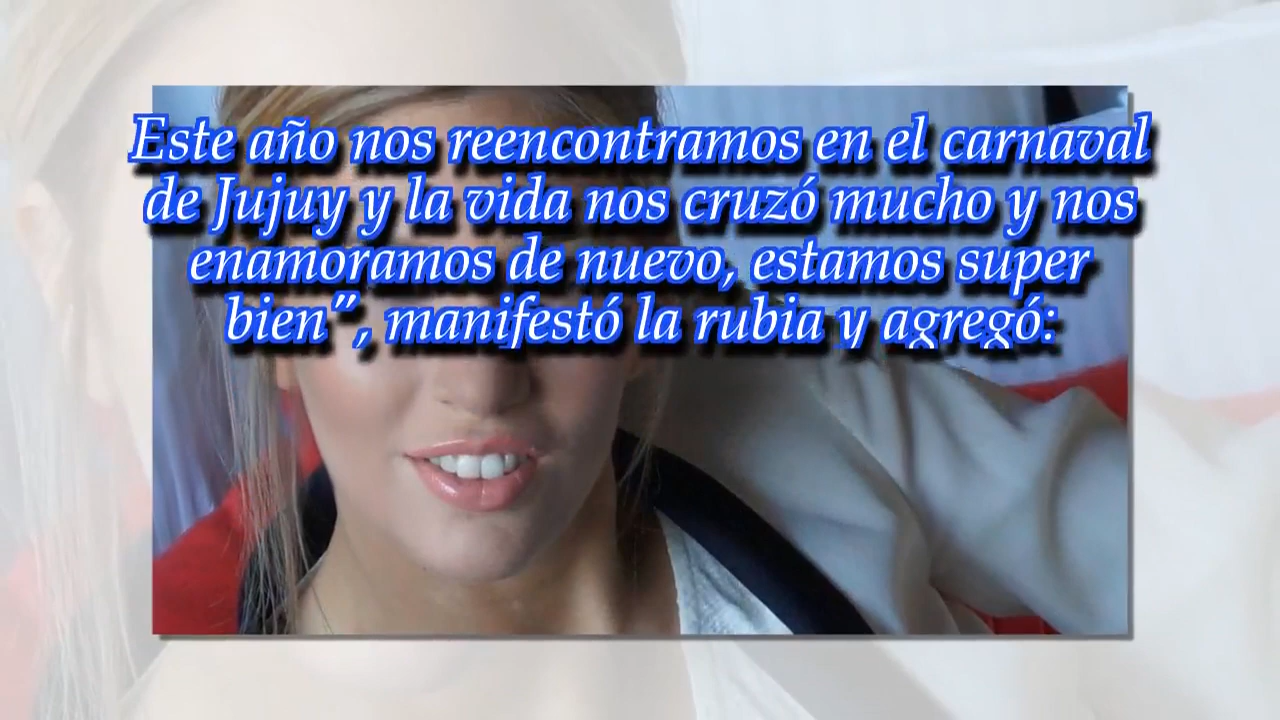 Este año nos reencontramos en el carnaval
de Jujuy y la vida nos cruzó mucho y nos
enamoramos de nuevo, estamos super
bien”, manifestó la rubia y agregó: